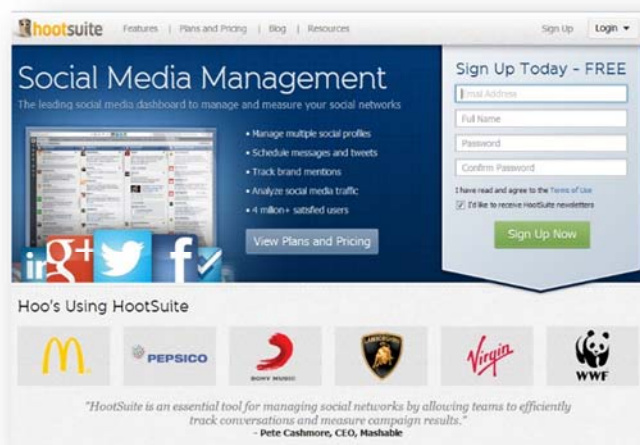 hootsuite Features | Plans and Pricing | Blog | Resources Sign Up Login
Social Media Management
The leading social media dashboard to manage and measure your social networks
• Manage multiple social profiles
• Schedule messages and tweets
• Track brand mentions
• Analyze social media traffic
• 4 million+ satisfied users
View Plans and Pricing
in g+ f
Sign Up Today - FREE
Email Address
Full Name
Password
Confirm Password
I have read and agree to the Terms of Use
I'd like to receive HootSuite newsletters
Sign Up Now
Hoo's Using HootSuite
PEPSICO
SONY MUSIC
LAMBORGHINI
Virgin
WWF
"HootSuite is an essential tool for managing social networks by allowing teams to efficiently
track conversations and measure campaign results."
- Pete Cashmore, CEO, Mashable